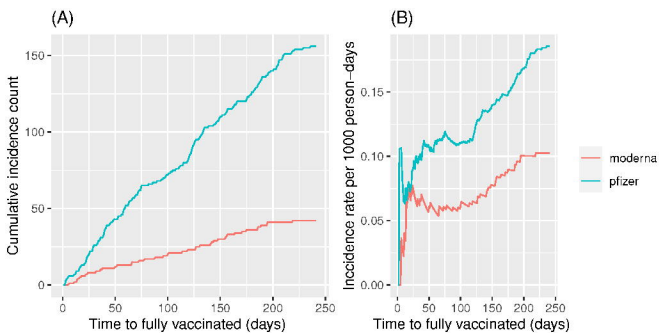 (A)
Cumulative incidence count
150
100
50
0
0 50 100 150 200 250
Time to fully vaccinated (days)
(B)
Inccidence rate per 1000 person−days
0.15
0.10
0.05
0.00
0 50 100 150 200 250
Time to fully vaccinated (days)
moderna
pfizer